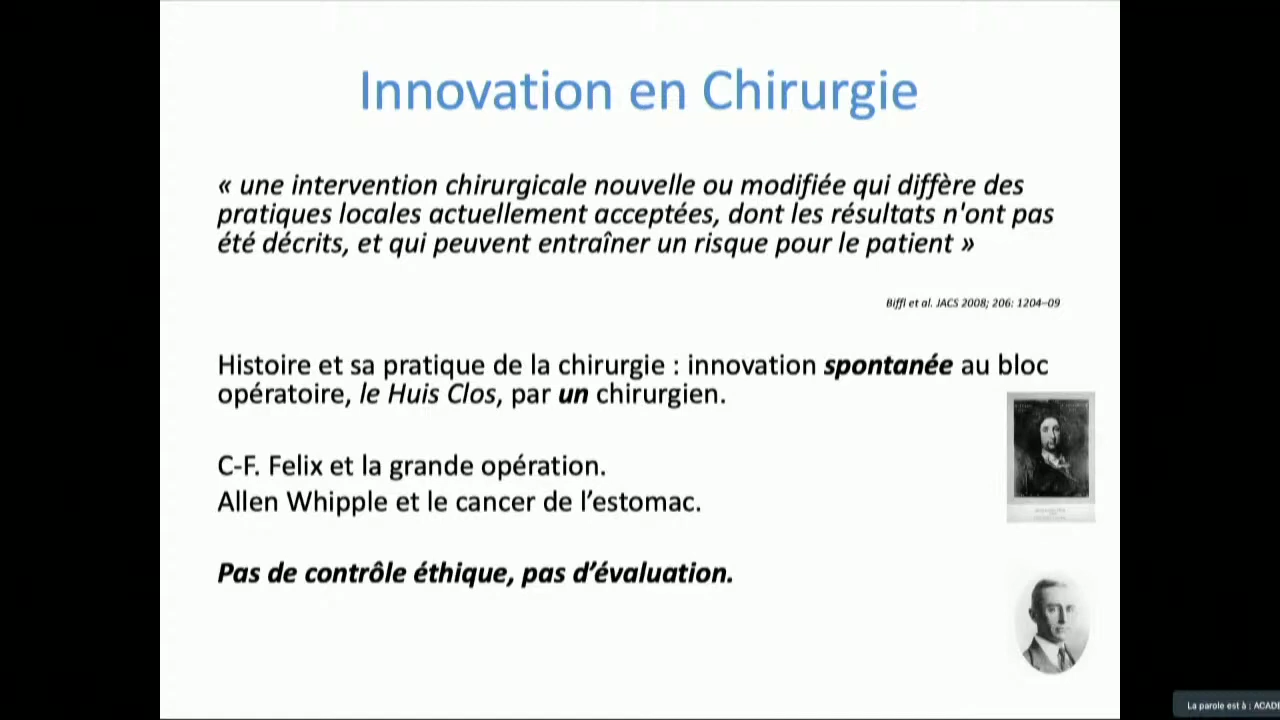 Innovation en Chirurgie
« une intervention chirurgicale nouvelle ou modifiée qui diffère des
pratiques locales actuellement acceptées, dont les résultats n'ont pas
été décrits, et qui peuvent entraîner un risque pour le patient »
Biffl et al. JACS 2008; 206: 1204–09
Histoire et sa pratique de la chirurgie : innovation spontanée au bloc
opératoire, le Huis Clos, par un chirurgien.
C-F. Felix et la grande opération.
Allen Whipple et le cancer de l’estomac.
Pas de contrôle éthique, pas d’évaluation.
La parole est à : ACADE